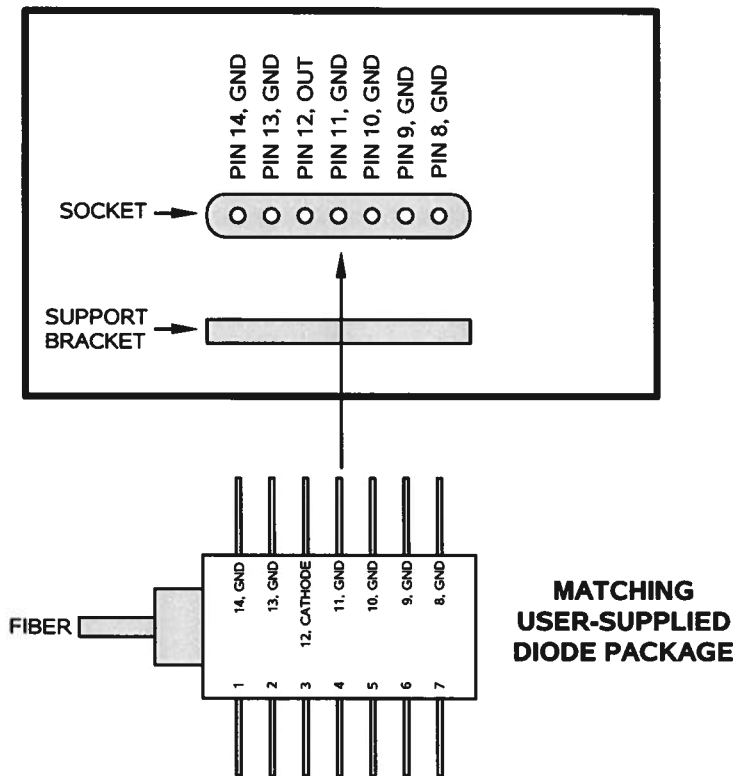 PIN 14, GND
PIN 13, GND
PIN 12, OUT
PIN 11, GND
PIN 10, GND
PIN 9, GND
PIN 8, GND
SOCKET
SUPPORT
BRACKET
14, GND
13, GND
12, CATHODE
11, GND
10, GND
9, GND
8, GND
FIBER
1
2
3
4
5
6
7
MATCHING
USER-SUPPLIED
DIODE PACKAGE